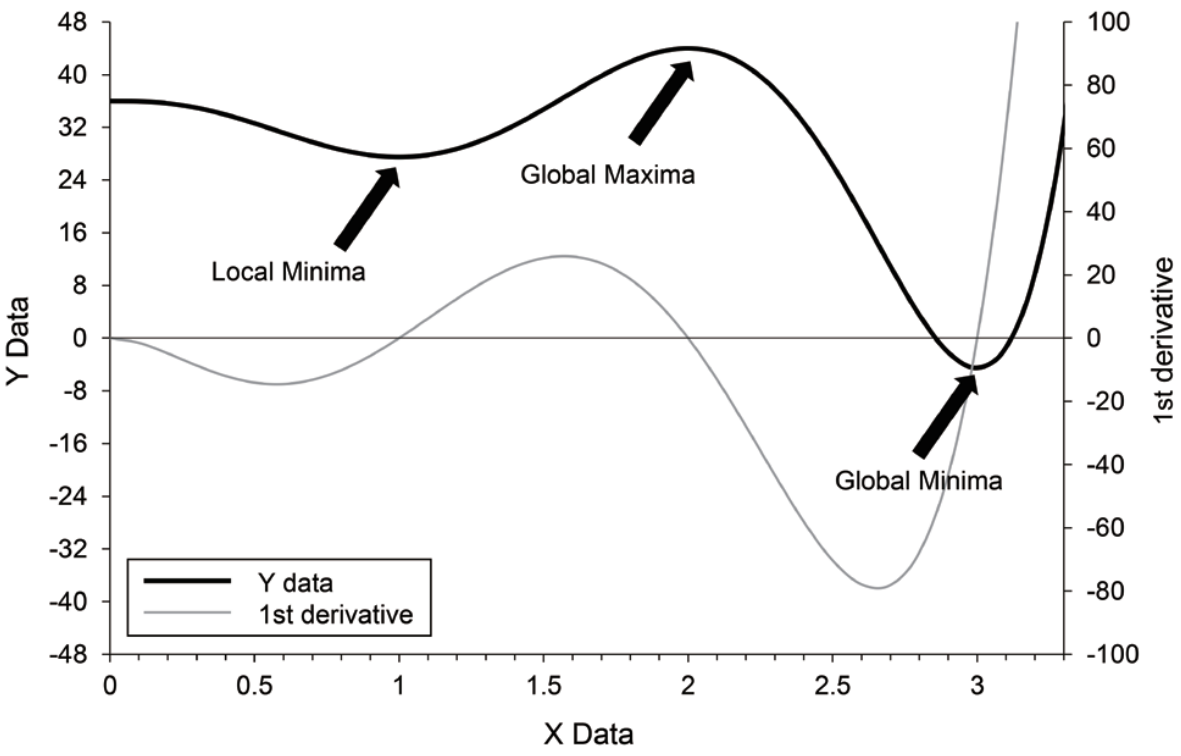 48
40
32
24
16
8
0
-8
-16
-24
-32
-40
-48
Y Data
100
80
60
40
20
0
-20
-40
-60
-80
-100
1st derivative
Global Maxima
Local Minima
Global Minima
Y data
1st derivative
0 0.5 1 1.5 2 2.5 3
X Data